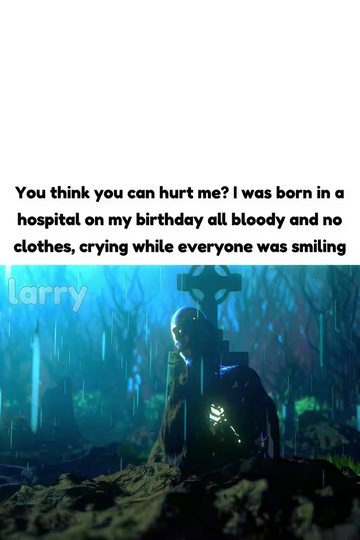 You think you can hurt me? I was born in a
hospital on my birthday all bloody and no
clothes, crying while everyone was smiling
larry